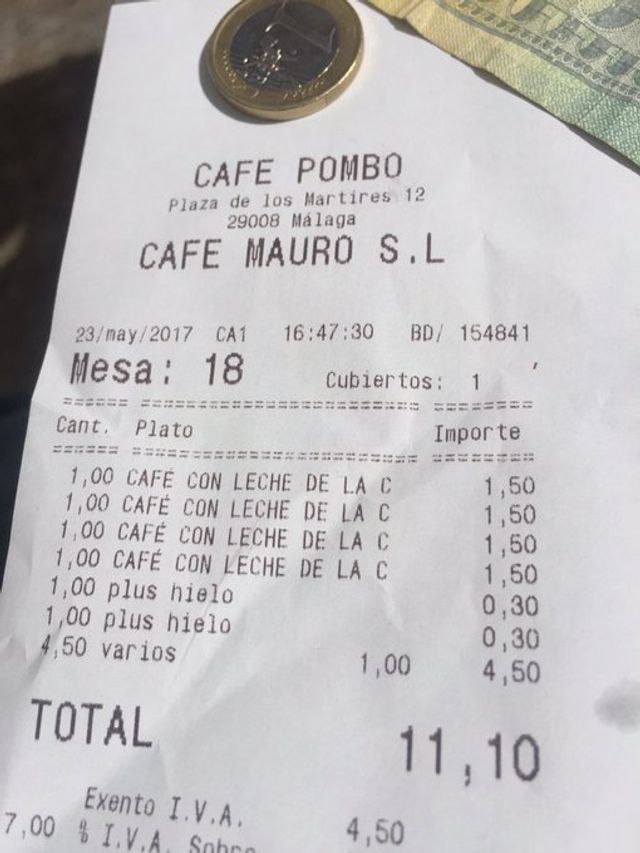 CAFE POMBO
Plaza de los Martires 12
29008 Málaga
CAFE MAURO S.L
23/may/2017 CA1 16:47:30 BD/ 154841
Mesa: 18 Cubiertos: 1
Cant. Plato Importe
1,00 CAFÉ CON LECHE DE LA C 1,50
1,00 CAFÉ CON LECHE DE LA C 1,50
1,00 CAFÉ CON LECHE DE LA C 1,50
1,00 CAFÉ CON LECHE DE LA C 1,50
1,00 plus hielo 0,30
1,00 plus hielo 0,30
4,50 varios 1,00 4,50
TOTAL 11,10
Exento I.V.A. 4,50
7,00 % I.V.A. Sobre